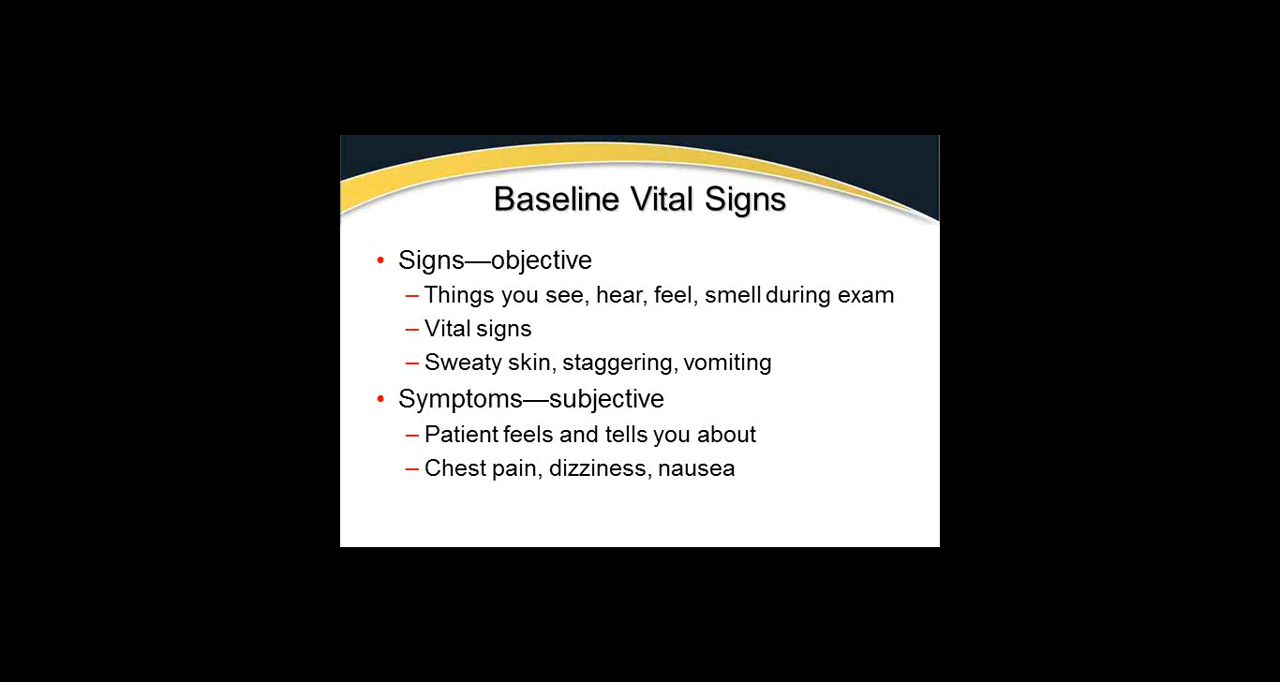 Baseline Vital Signs
• Signs—objective
– Things you see, hear, feel, smell during exam
– Vital signs
– Sweaty skin, staggering, vomiting
• Symptoms—subjective
– Patient feels and tells you about
– Chest pain, dizziness, nausea